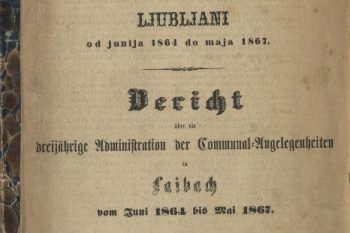 LJUBLJANI
od junija 1864 do maja 1867.
Bericht
über die
dreijährige Administration der Communal-Angelegenheiten
in
Laibach
vom Juni 1864 bis Mai 1867.